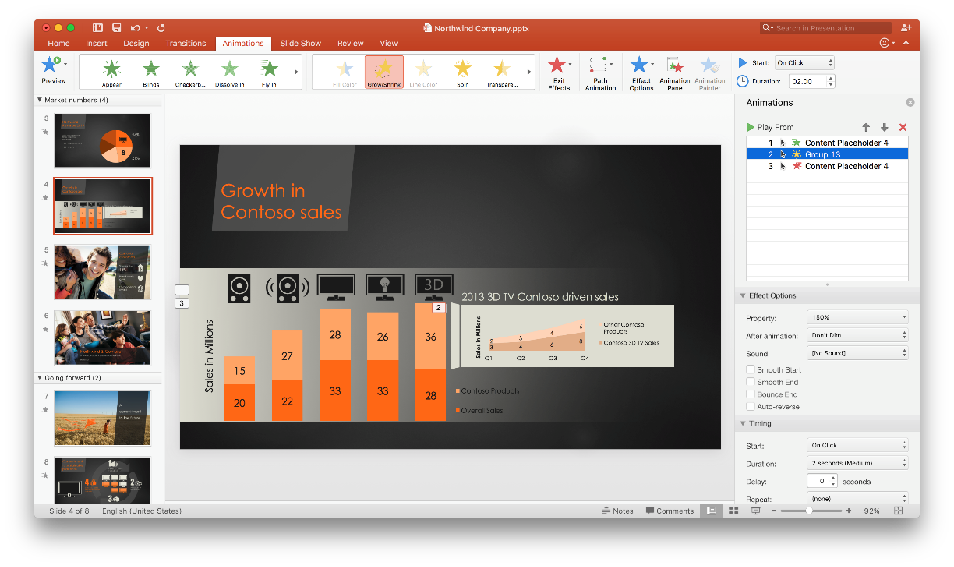 Northwind Company.pptx
Search in Presentation
Home Insert Design Transitions Animations Slide Show Review View
Preview
Appear Blinds Checkerb... Dissolve In Fly In
Fill Color Grow/Shrink Line Color Spin Transpare...
Exit Effects
Path Animation
Effect Options
Animation Pane
Animation Painter
Start: On Click
Duration: 02.00
Market numbers (4)
3
4
5
6
Going forward (2)
7
8
Growth in
Contoso sales
3D
3
2
Sales in Millions
15
20
27
22
28
33
26
33
36
28
2013 3D TV Contoso driven sales
Sales in Millions
Q1 Q2 Q3 Q4
Other Contoso
Products
Contoso 3D TV Sales
Contoso Products
Overall Sales
Animations
Play From
1 Content Placeholder 4
2 Group 13
3 Content Placeholder 4
Effect Options
Property: 150%
After animation: Don't Dim
Sound [No Sound]
Smooth Start
Smooth End
Bounce End
Auto-reverse
Timing
Start: On Click
Duration: 2 seconds (Medium)
Delay: 0 seconds
Repeat: (none)
Slide 4 of 8 English (United States)
Notes Comments 92%